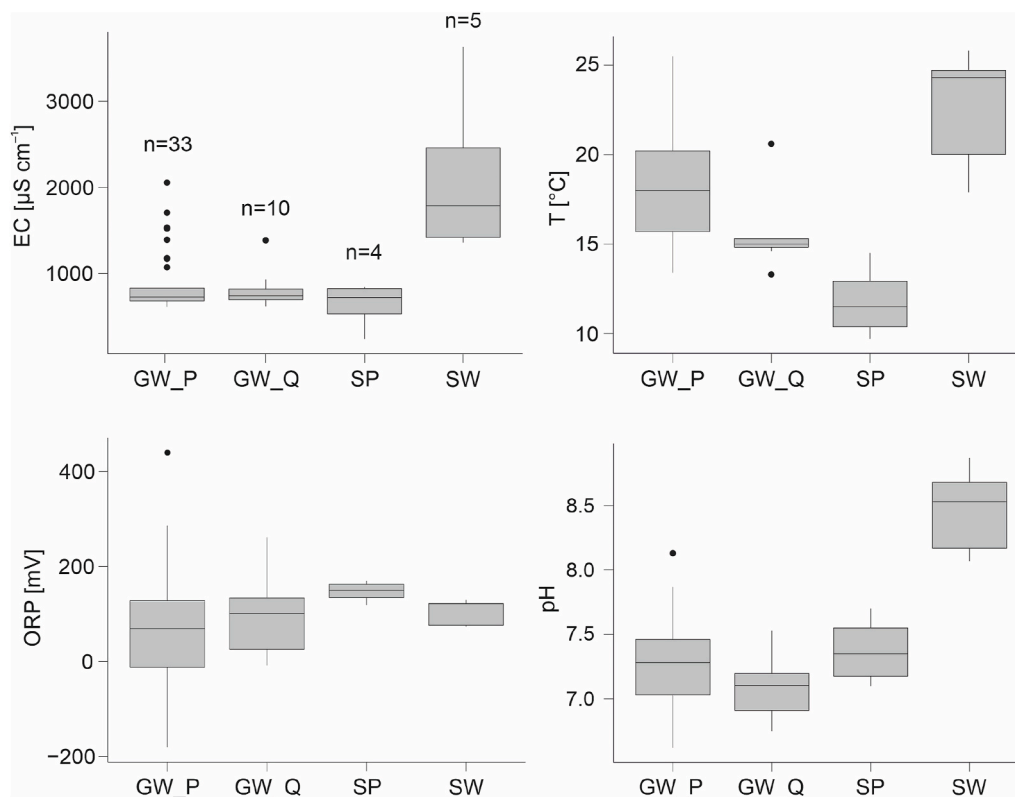 n=5
n=33
n=10
n=4
EC [µS cm⁻¹]
3000
2000
1000
GW_P GW_Q SP SW
T [°C]
25
20
15
10
GW_P GW_Q SP SW
ORP [mV]
400
200
0
−200
GW_P GW_Q SP SW
pH
8.5
8.0
7.5
7.0
GW_P GW_Q SP SW